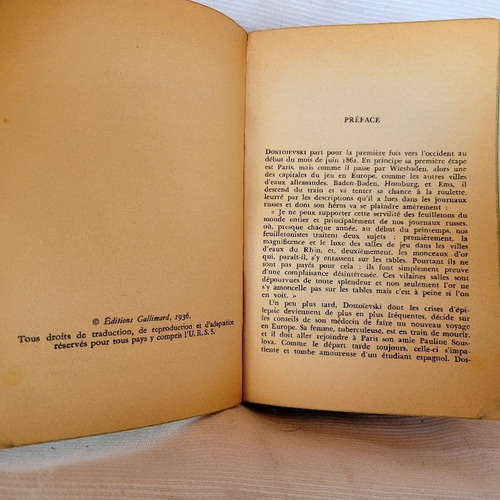 © Éditions Gallimard, 1936.
Tous droits de traduction, de reproduction et d'adaptation
réservés pour tous pays y compris l'U.R.S.S.
PRÉFACE
DOSTOÏEVSKI part pour la première fois vers l'occident au
début du mois de juin 1862. En principe sa première étape
est Paris, mais comme il passe par Wiesbaden, alors une
des capitales du jeu en Europe, comme les autres villes
d'eaux allemandes, Baden-Baden, Homburg, et Ems, il
descend du train et va tenter sa chance à la roulette,
leurré par les descriptions qu'il a lues dans les journaux
russes et dont son héros va se plaindre amèrement :
« Je ne peux supporter cette servilité des feuilletons du
monde entier et principalement de nos journaux russes,
où, presque chaque année, au début du printemps, nos
feuilletonistes traitent deux sujets : premièrement, la
magnificence et le luxe des salles de jeu dans les villes
d'eaux du Rhin, et, deuxièmement, les monceaux d'or
qui, paraît-il, s'y entassent sur les tables. Pourtant ils ne
sont pas payés pour cela : ils font simplement preuve
d'une complaisance désintéressée. Ces vilaines salles sont
dépourvues de toute splendeur et non seulement l'or ne
s'y amoncelle pas sur les tables mais c'est à peine si l'on
en voit. »
Un peu plus tard, Dostoïevski dont les crises d'épi-
lepsie deviennent de plus en plus fréquentes, décide sur
les conseils de son médecin de faire un nouveau voyage
en Europe. Sa femme, tuberculeuse, est en train de mourir,
et il doit aller rejoindre à Paris son amie Pauline Sous-
lova. Comme le départ tarde toujours, celle-ci s'impa-
tiente et tombe amoureuse d'un étudiant espagnol. Dos-